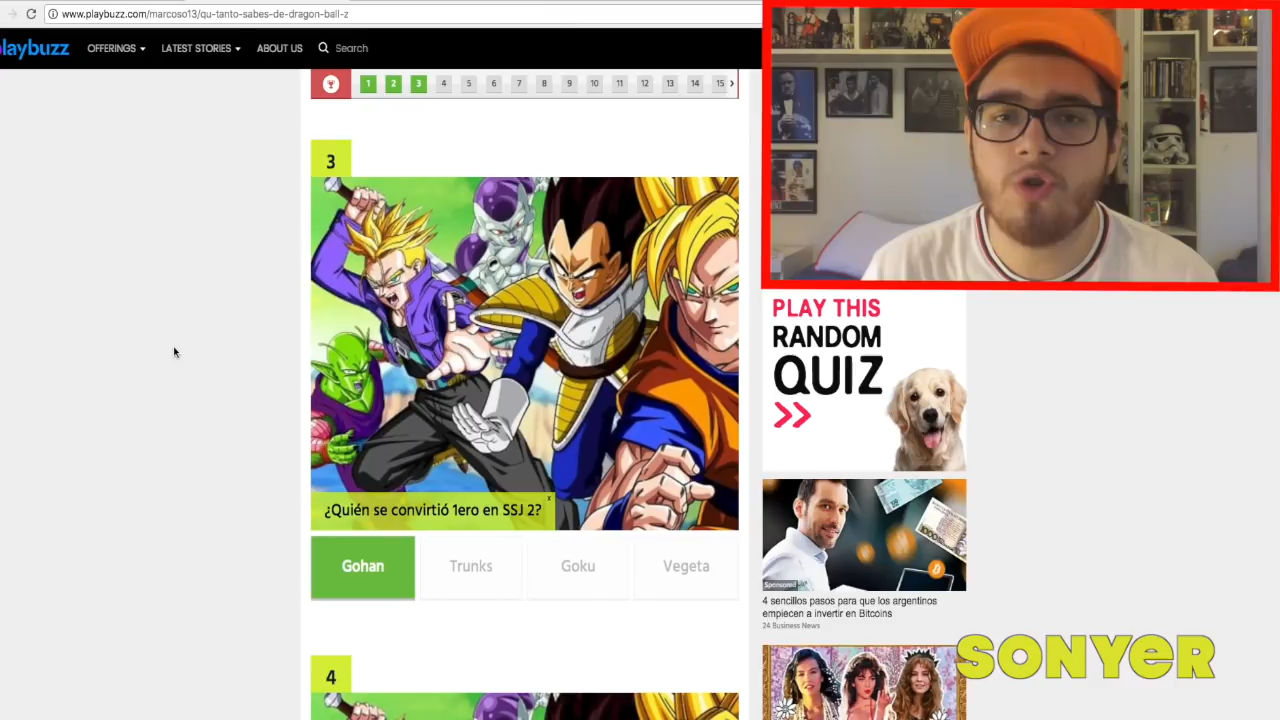 www.playbuzz.com/marcoso13/qu-tanto-sabes-de-dragon-ball-z
laybuzz OFFERINGS LATEST STORIES ABOUT US Search
1 2 3 4 5 6 7 8 9 10 11 12 13 14 15
3
¿Quién se convirtió 1ero en SSJ 2?
x
Gohan Trunks Goku Vegeta
4
PLAY THIS
RANDOM
QUIZ
Sponsored
4 sencillos pasos para que los argentinos
empiecen a invertir en Bitcoins
24 Business News
SONYER